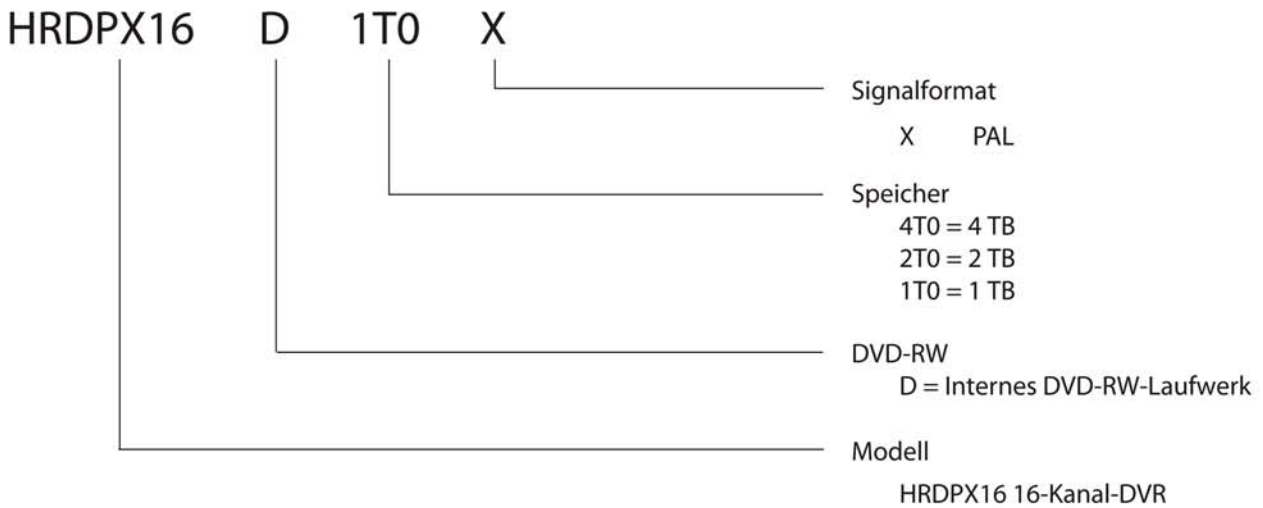 HRDPX16 D 1T0 X
Signalformat
X PAL
Speicher
4T0 = 4 TB
2T0 = 2 TB
1T0 = 1 TB
DVD-RW
D = Internes DVD-RW-Laufwerk
Modell
HRDPX16 16-Kanal-DVR